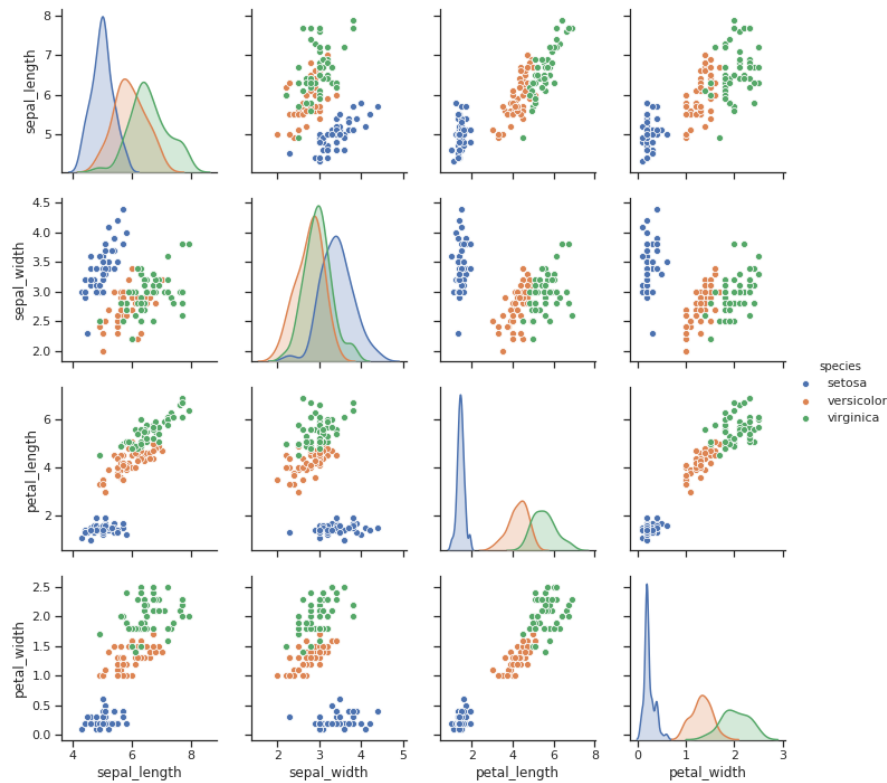 8
7
6
5
sepal_length
4.5
4.0
3.5
3.0
2.5
2.0
sepal_width
species
setosa
versicolor
virginica
6
4
2
petal_length
2.5
2.0
1.5
1.0
0.5
0.0
petal_width
4 6 8
2 3 4 5
2 4 6 8
0 1 2 3
sepal_length sepal_width petal_length petal_width